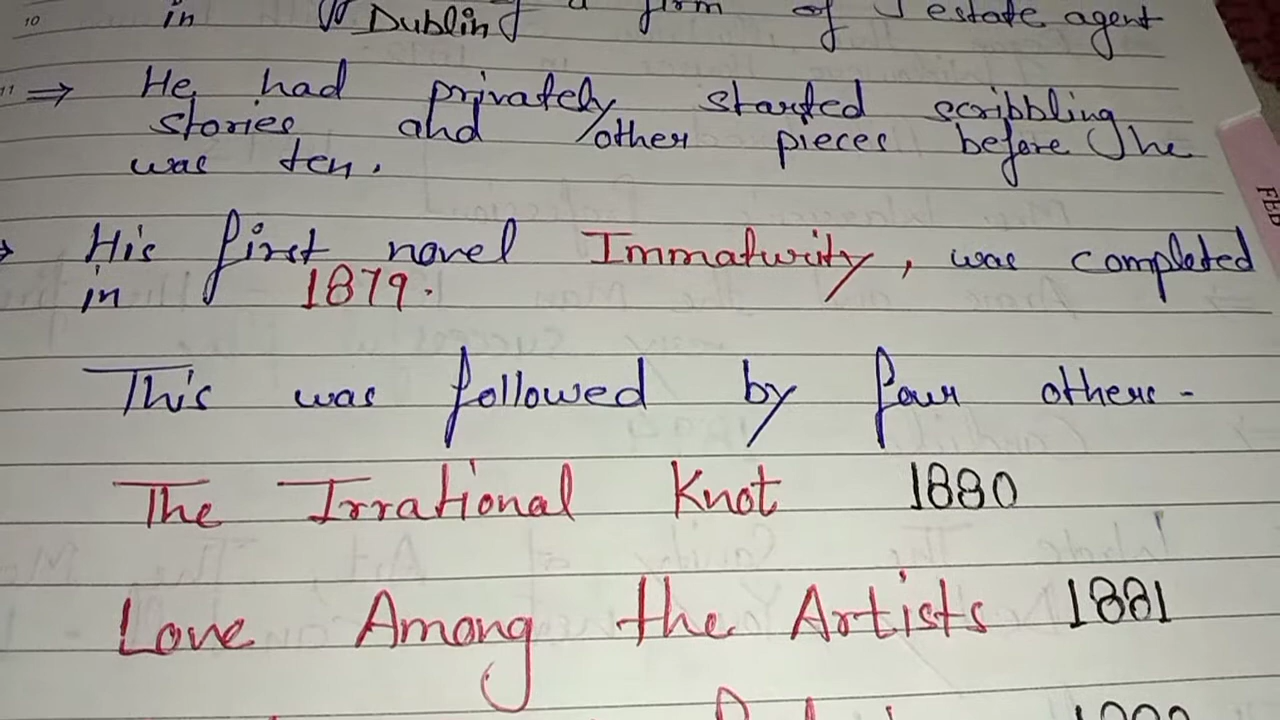 10 in Dublin a firm of estate agent
11 ⇒ He had privately started scribbling
stories and other pieces before he
was ten.
His first novel Immaturity, was completed
in 1879.
This was followed by four others -
The Irrational Knot 1880
Love Among the Artists 1881